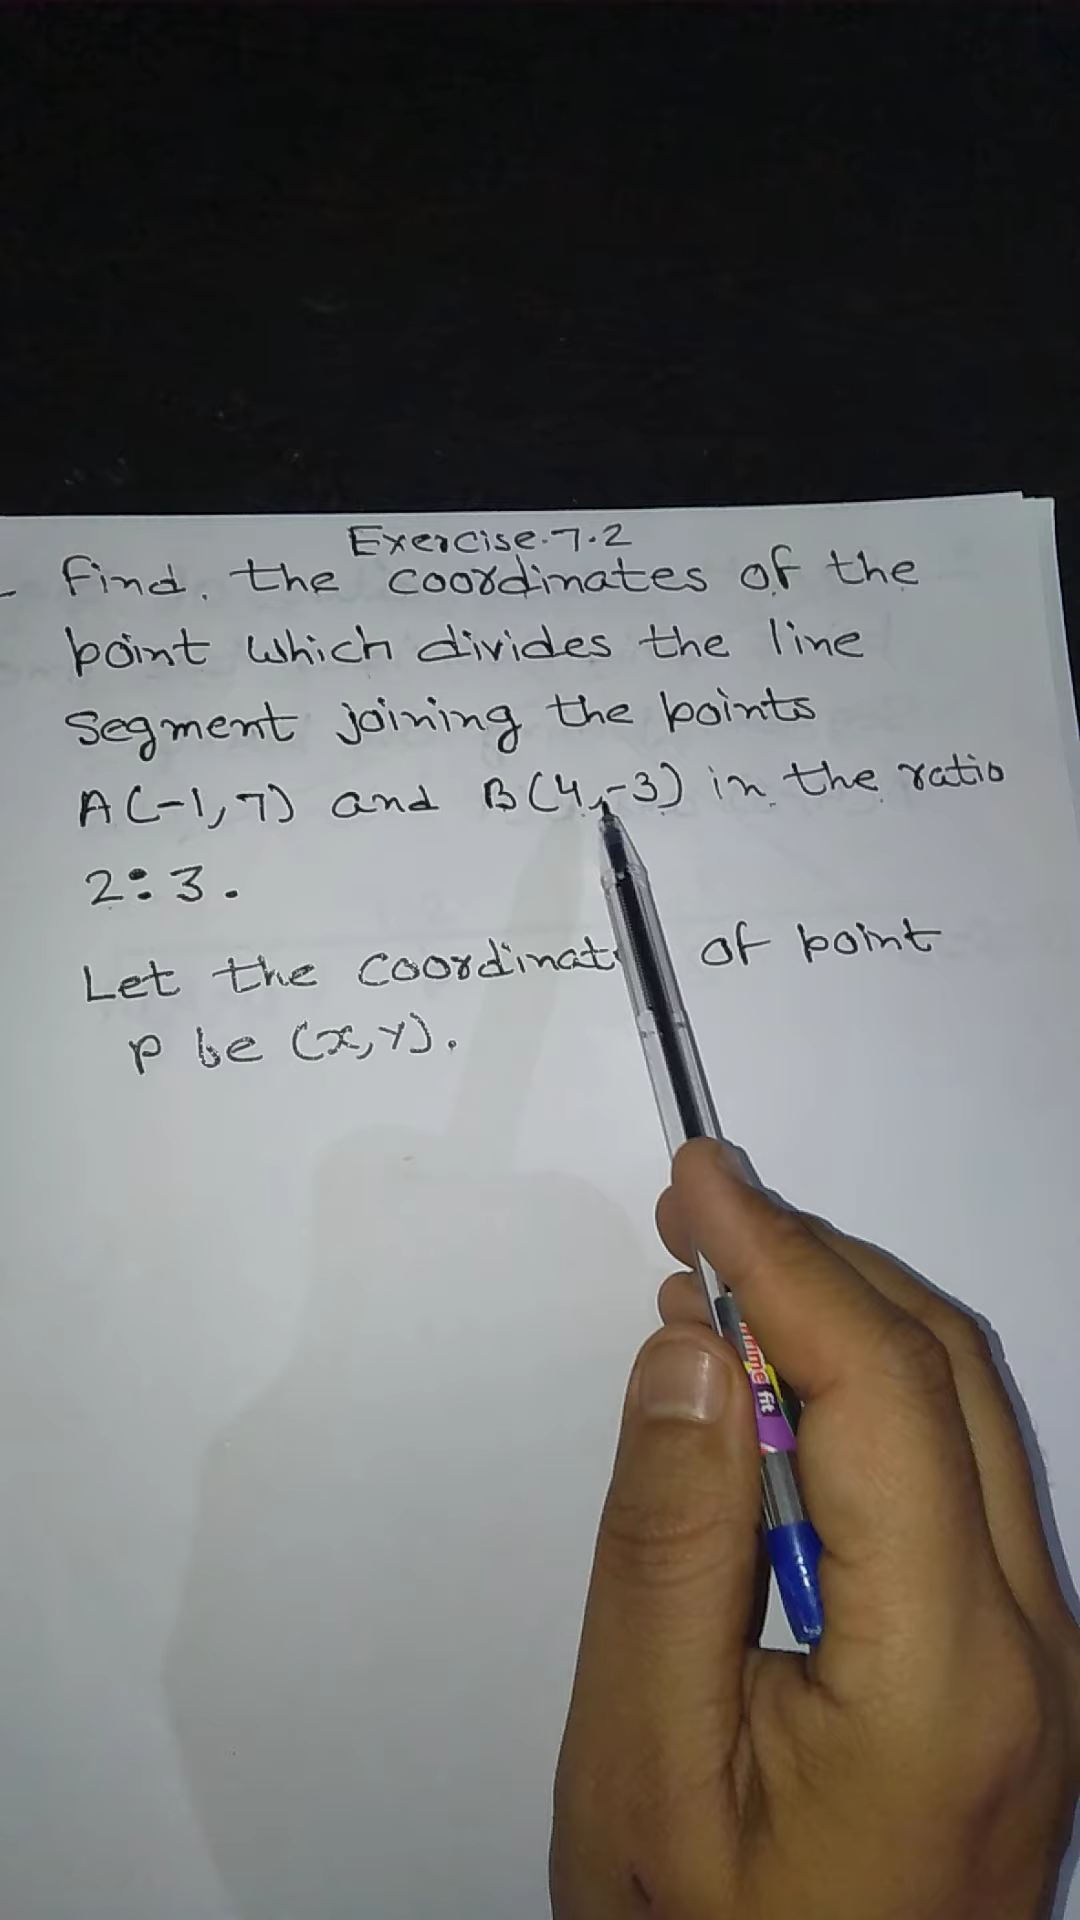 Exercise.7.2
Find. the coordinates of the
point which divides the line
segment joining the points
A(-1,7) and B(4,-3) in the ratio
2:3.
Let the of point
P be (x,y).
fit